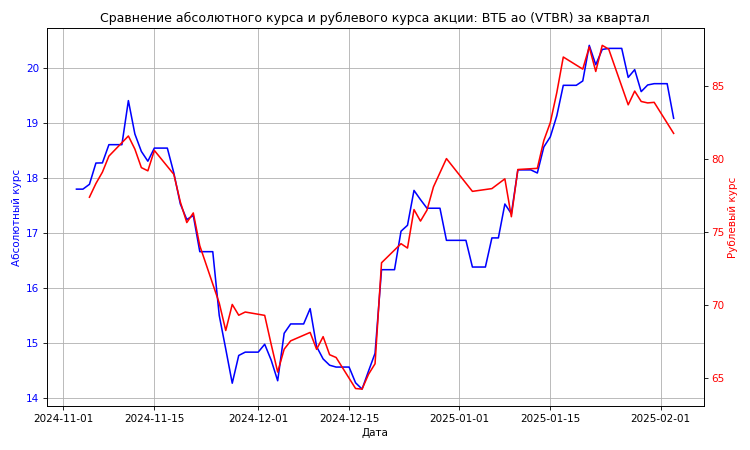 Сравнение абсолютного курса и рублевого курса акции: ВТБ ао (VTBR) за квартал
20
19
18
17
16
15
14
Абсолютный курс
85
80
75
70
65
Рублевый курс
2024-11-01 2024-11-15 2024-12-01 2024-12-15 2025-01-01 2025-01-15 2025-02-01
Дата